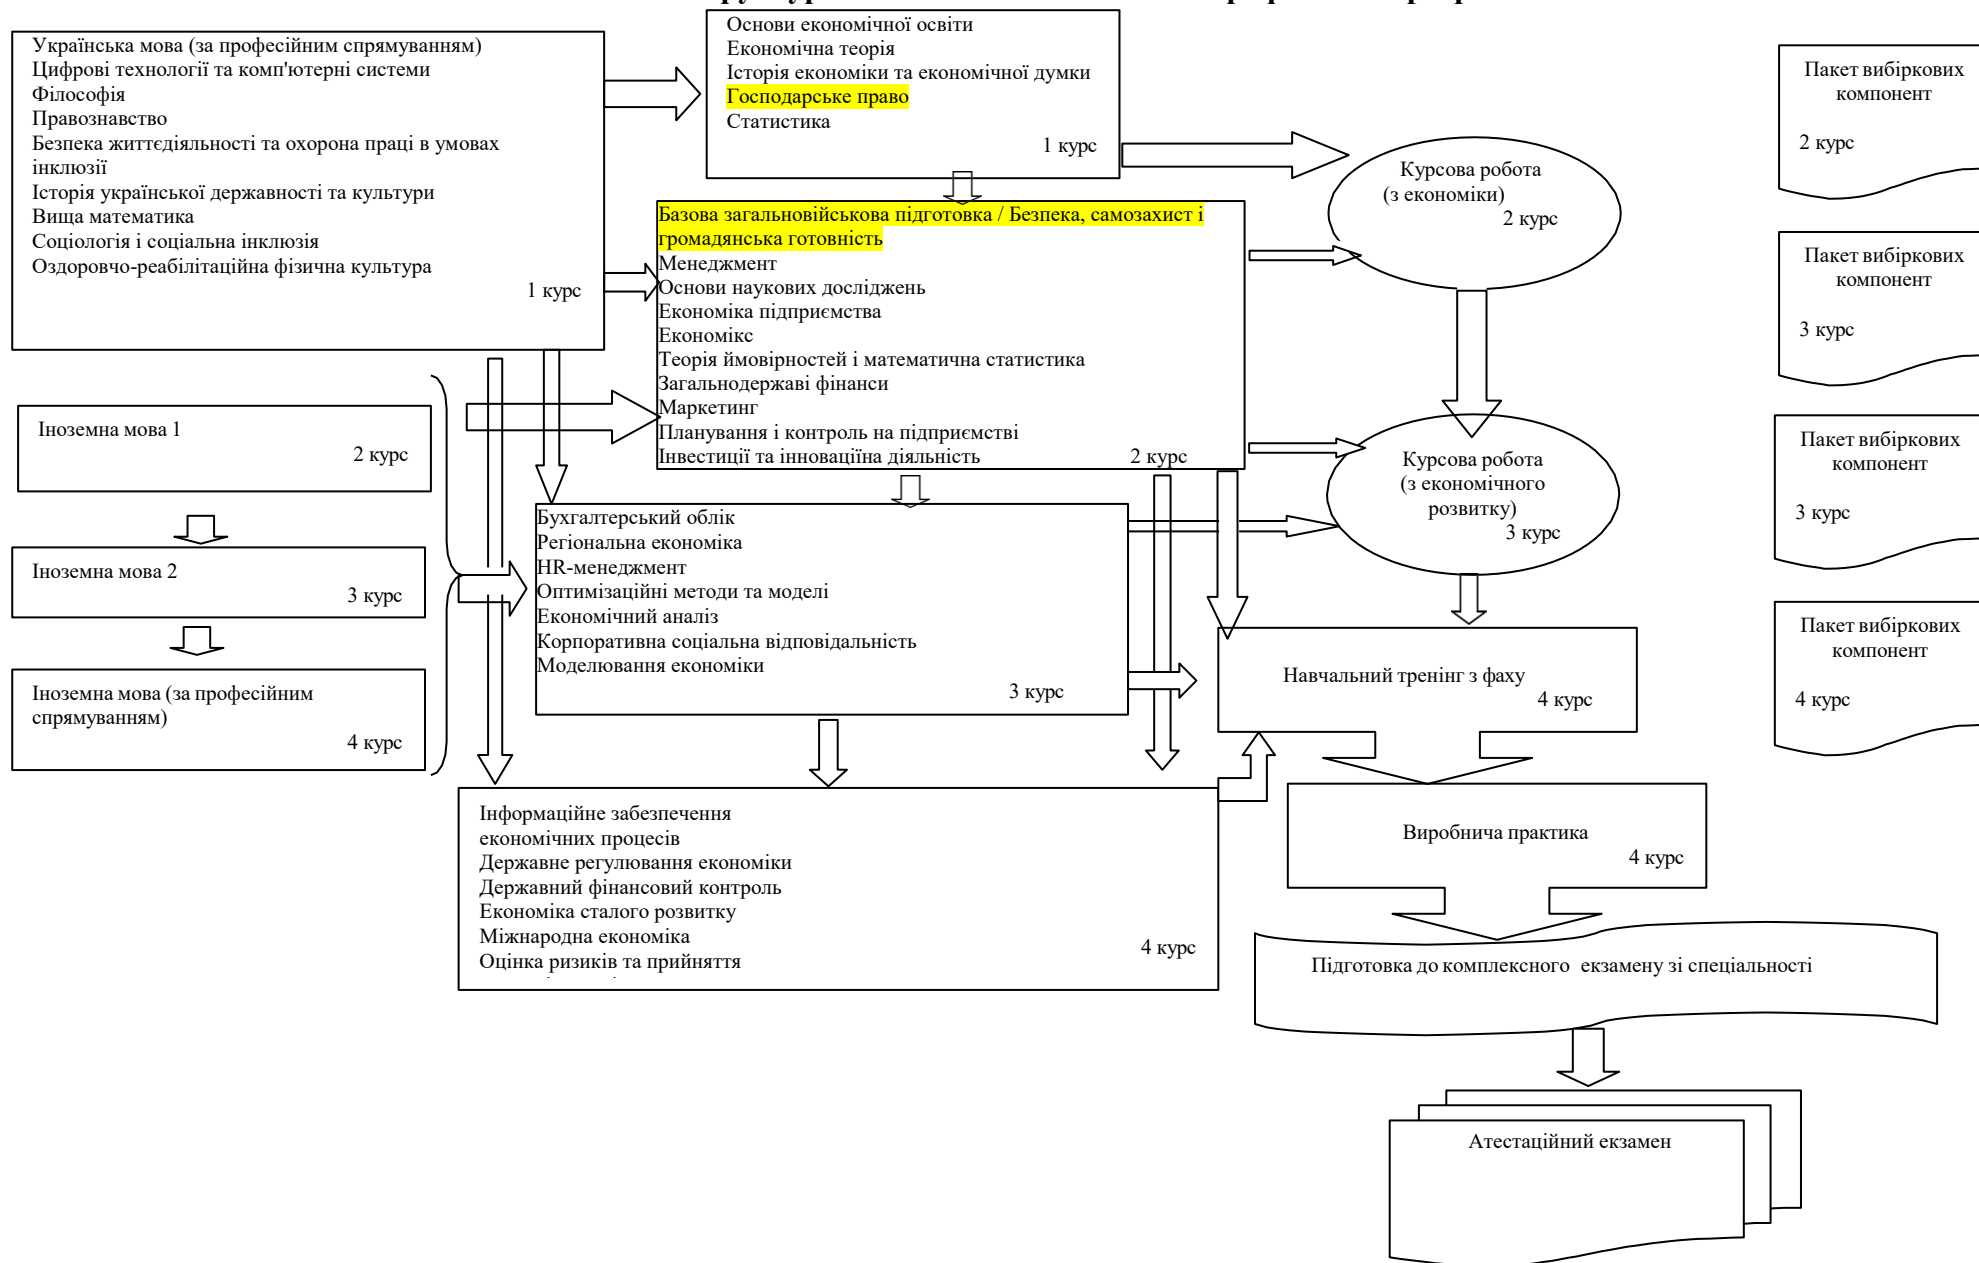 Українська мова (за професійним спрямуванням)
Цифрові технології та комп'ютерні системи
Філософія
Правознавство
Безпека життєдіяльності та охорона праці в умовах
інклюзії
Історія української державності та культури
Вища математика
Соціологія і соціальна інклюзія
Оздоровчо-реабілітаційна фізична культура
1 курс
Основи економічної освіти
Економічна теорія
Історія економіки та економічної думки
Господарське право
Статистика
1 курс
Базова загальновійськова підготовка / Безпека, самозахист і
громадянська готовність
Менеджмент
Основи наукових досліджень
Економіка підприємства
Економікс
Теорія ймовірностей і математична статистика
Загальнодержаві фінанси
Маркетинг
Планування і контроль на підприємстві
Інвестиції та інноваціїна діяльність
2 курс
Курсова робота
(з економіки)
2 курс
Пакет вибіркових
компонент
2 курс
Пакет вибіркових
компонент
3 курс
Іноземна мова 1
2 курс
Іноземна мова 2
3 курс
Іноземна мова (за професійним
спрямуванням)
4 курс
Бухгалтерський облік
Регіональна економіка
HR-менеджмент
Оптимізаційні методи та моделі
Економічний аналіз
Корпоративна соціальна відповідальність
Моделювання економіки
3 курс
Курсова робота
(з економічного
розвитку)
3 курс
Пакет вибіркових
компонент
3 курс
Пакет вибіркових
компонент
4 курс
Навчальний тренінг з фаху
4 курс
Інформаційне забезпечення
економічних процесів
Державне регулювання економіки
Державний фінансовий контроль
Економіка сталого розвитку
Міжнародна економіка
Оцінка ризиків та прийняття
4 курс
Виробнича практика
4 курс
Підготовка до комплексного екзамену зі спеціальності
Атестаційний екзамен